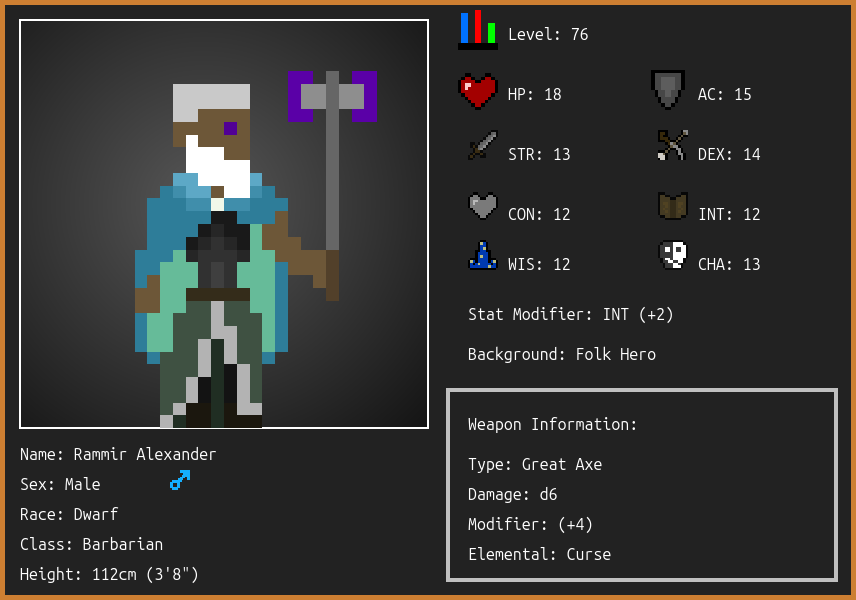 Level: 76
HP: 18 AC: 15
STR: 13 DEX: 14
CON: 12 INT: 12
WIS: 12 CHA: 13
Stat Modifier: INT (+2)
Background: Folk Hero
Weapon Information:
Type: Great Axe
Damage: d6
Modifier: (+4)
Elemental: Curse
Name: Rammir Alexander
Sex: Male
Race: Dwarf
Class: Barbarian
Height: 112cm (3'8")